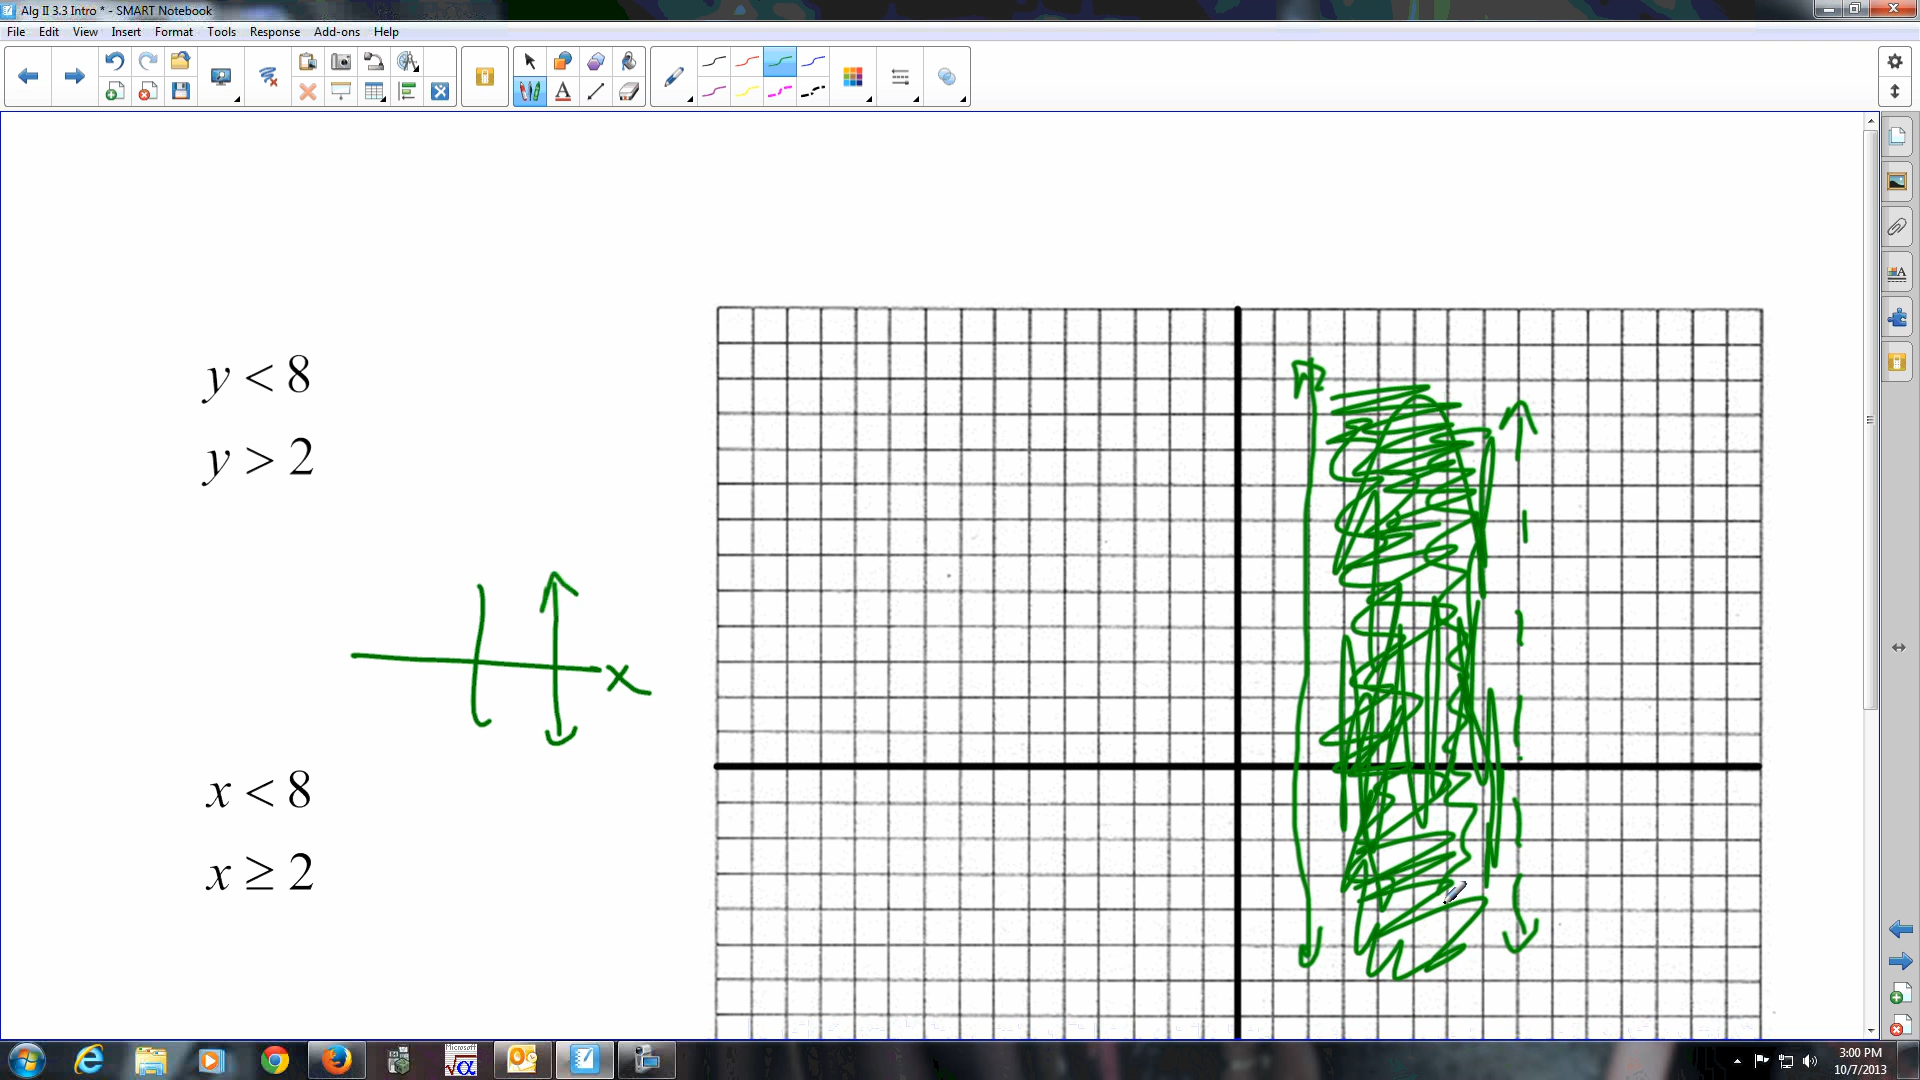 Alg II 3.3 Intro * - SMART Notebook
File Edit View Insert Format Tools Response Add-ons Help
y < 8
y > 2
x
x < 8
x ≥ 2
3:00 PM
10/7/2013